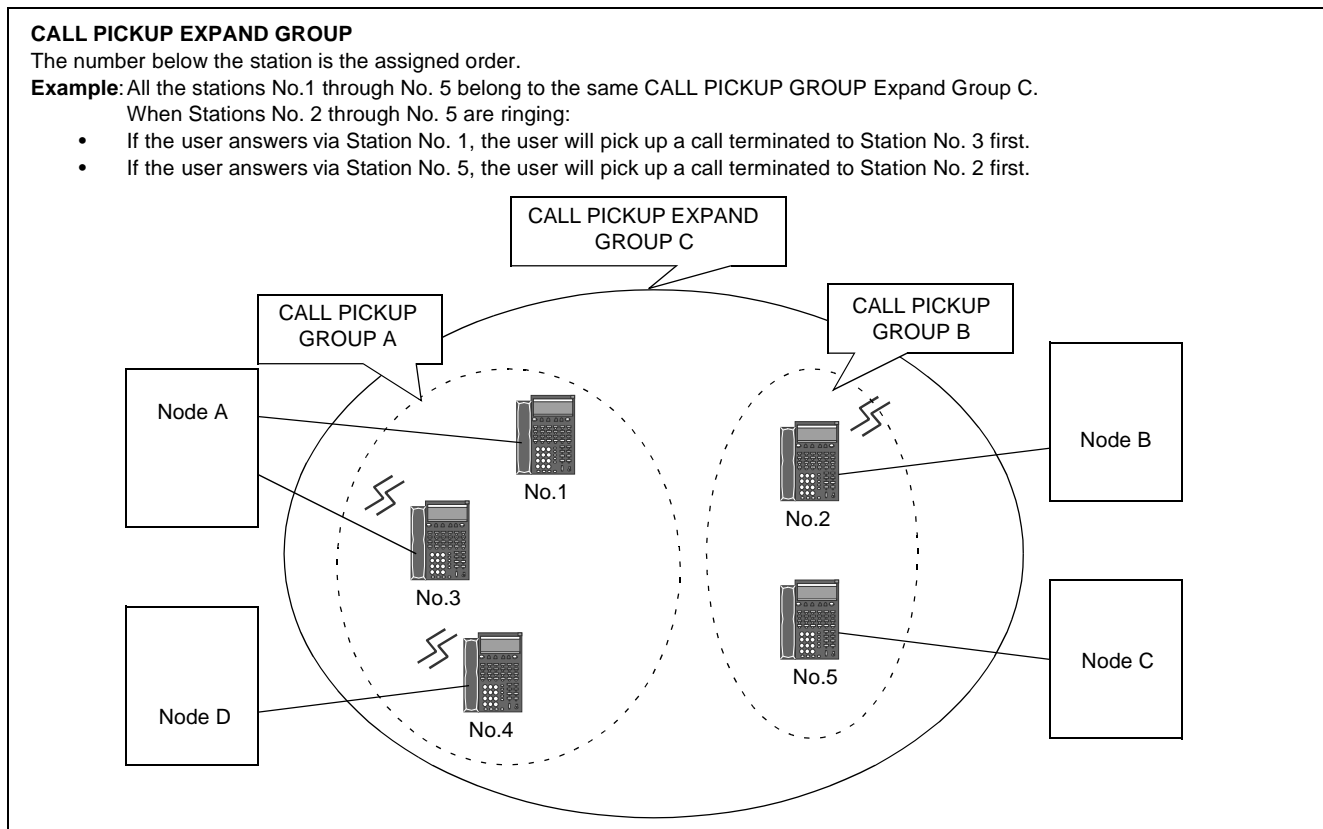 CALL PICKUP EXPAND GROUP
The number below the station is the assigned order.
Example: All the stations No.1 through No. 5 belong to the same CALL PICKUP GROUP Expand Group C.
When Stations No. 2 through No. 5 are ringing:
• If the user answers via Station No. 1, the user will pick up a call terminated to Station No. 3 first.
• If the user answers via Station No. 5, the user will pick up a call terminated to Station No. 2 first.
CALL PICKUP EXPAND
GROUP C
CALL PICKUP
GROUP A
CALL PICKUP
GROUP B
Node A
Node B
No.1
No.2
No.3
No.4
No.5
Node C
Node D